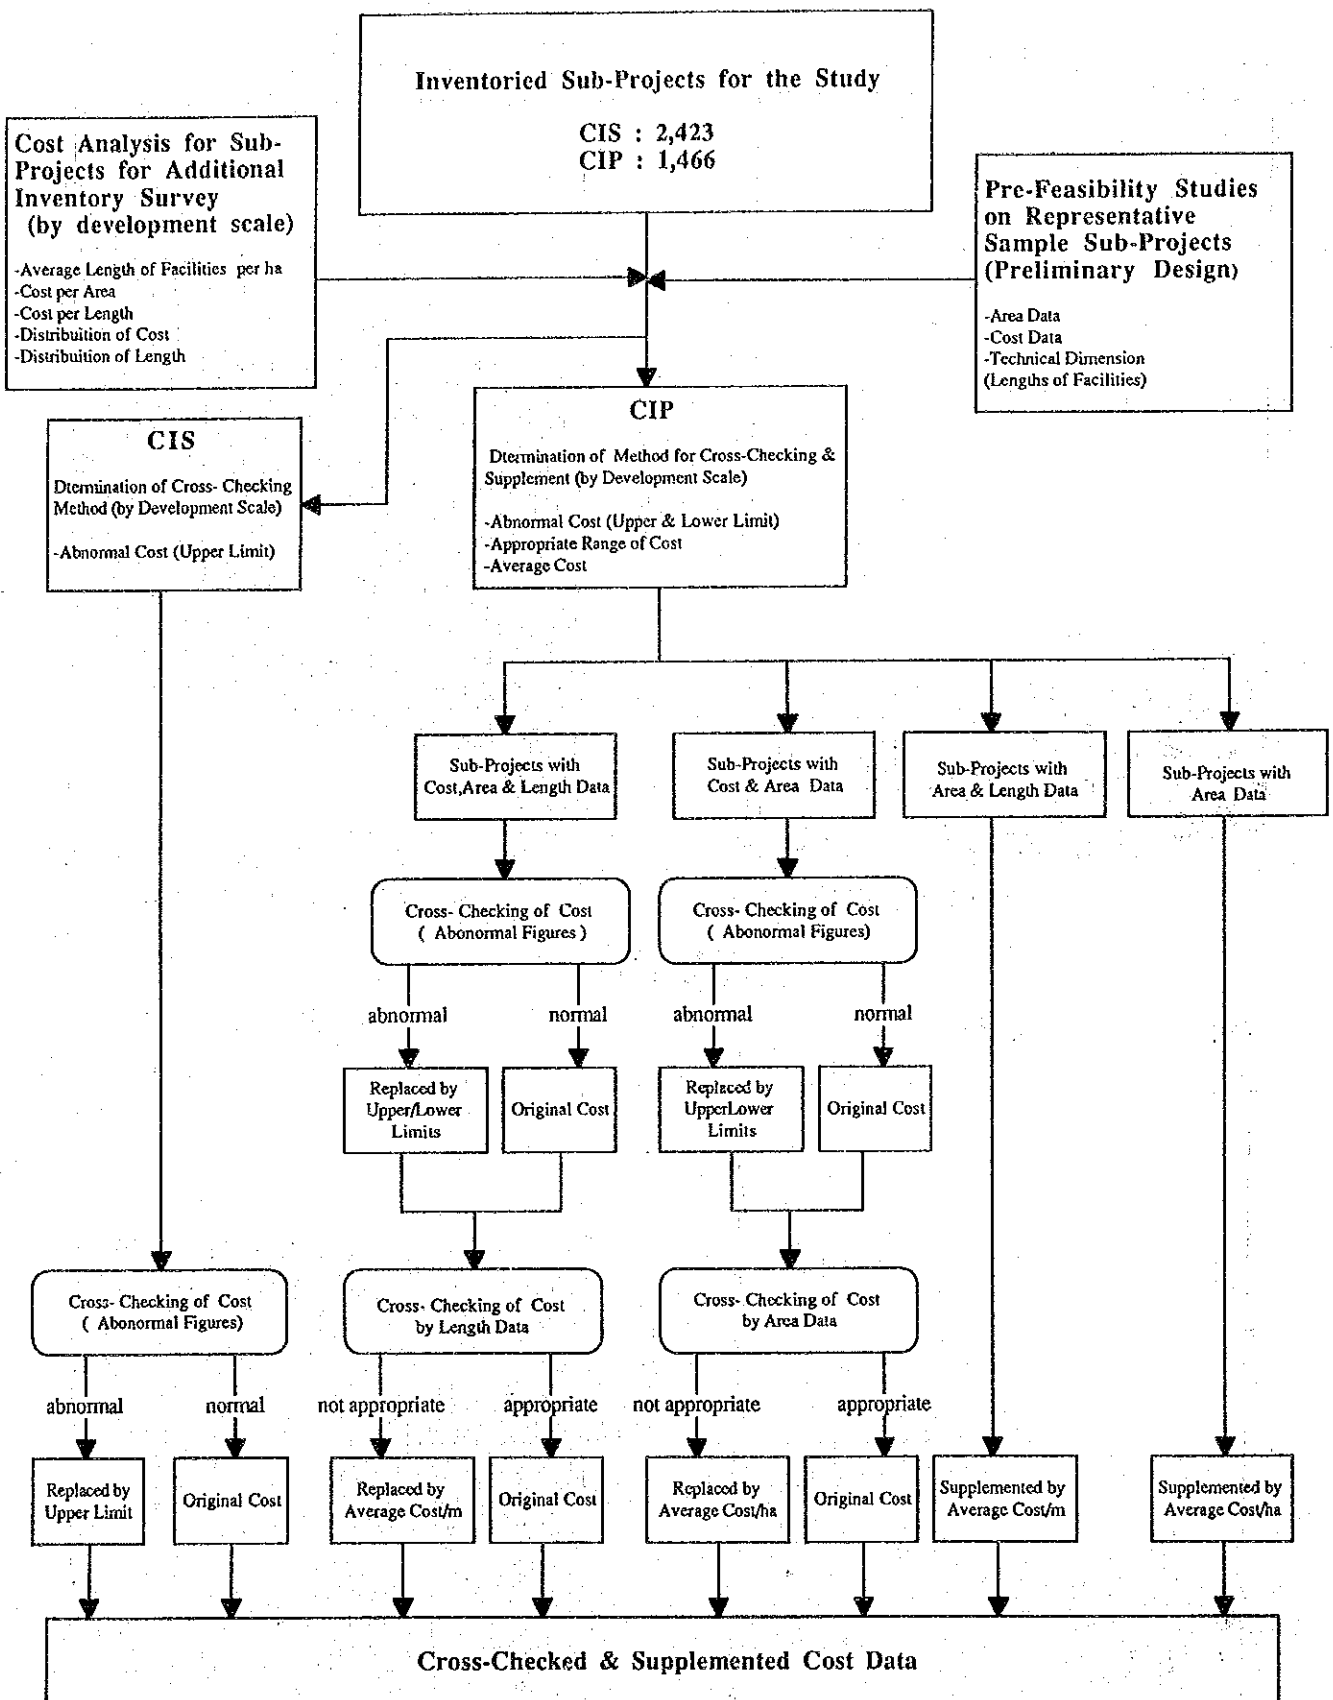 Inventoried Sub-Projects for the Study
CIS : 2,423
CIP : 1,466
Cost Analysis for Sub-
Projects for Additional
Inventory Survey
(by development scale)
-Average Length of Facilities per ha
-Cost per Area
-Cost per Length
-Distribuition of Cost
-Distribuition of Length
Pre-Feasibility Studies
on Representative
Sample Sub-Projects
(Preliminary Design)
-Area Data
-Cost Data
-Technical Dimension
(Lengths of Facilities)
CIS
Dtermination of Cross- Checking
Method (by Development Scale)
-Abnormal Cost (Upper Limit)
CIP
Dtermination of Method for Cross-Checking &
Supplement (by Development Scale)
-Abnormal Cost (Upper & Lower Limit)
-Appropriate Range of Cost
-Average Cost
Sub-Projects with
Cost,Area & Length Data
Sub-Projects with
Cost & Area Data
Sub-Projects with
Area & Length Data
Sub-Projects with
Area Data
Cross- Checking of Cost
( Abonormal Figures )
Cross- Checking of Cost
( Abonormal Figures)
abnormal
normal
abnormal
normal
Replaced by
Upper/Lower
Limits
Original Cost
Replaced by
UpperLower
Limits
Original Cost
Cross- Checking of Cost
( Abonormal Figures)
Cross- Checking of Cost
by Length Data
Cross- Checking of Cost
by Area Data
abnormal
normal
not appropriate
appropriate
not appropriate
appropriate
Replaced by
Upper Limit
Original Cost
Replaced by
Average Cost/m
Original Cost
Replaced by
Average Cost/ha
Original Cost
Supplemented by
Average Cost/m
Supplemented by
Average Cost/ha
Cross-Checked & Supplemented Cost Data